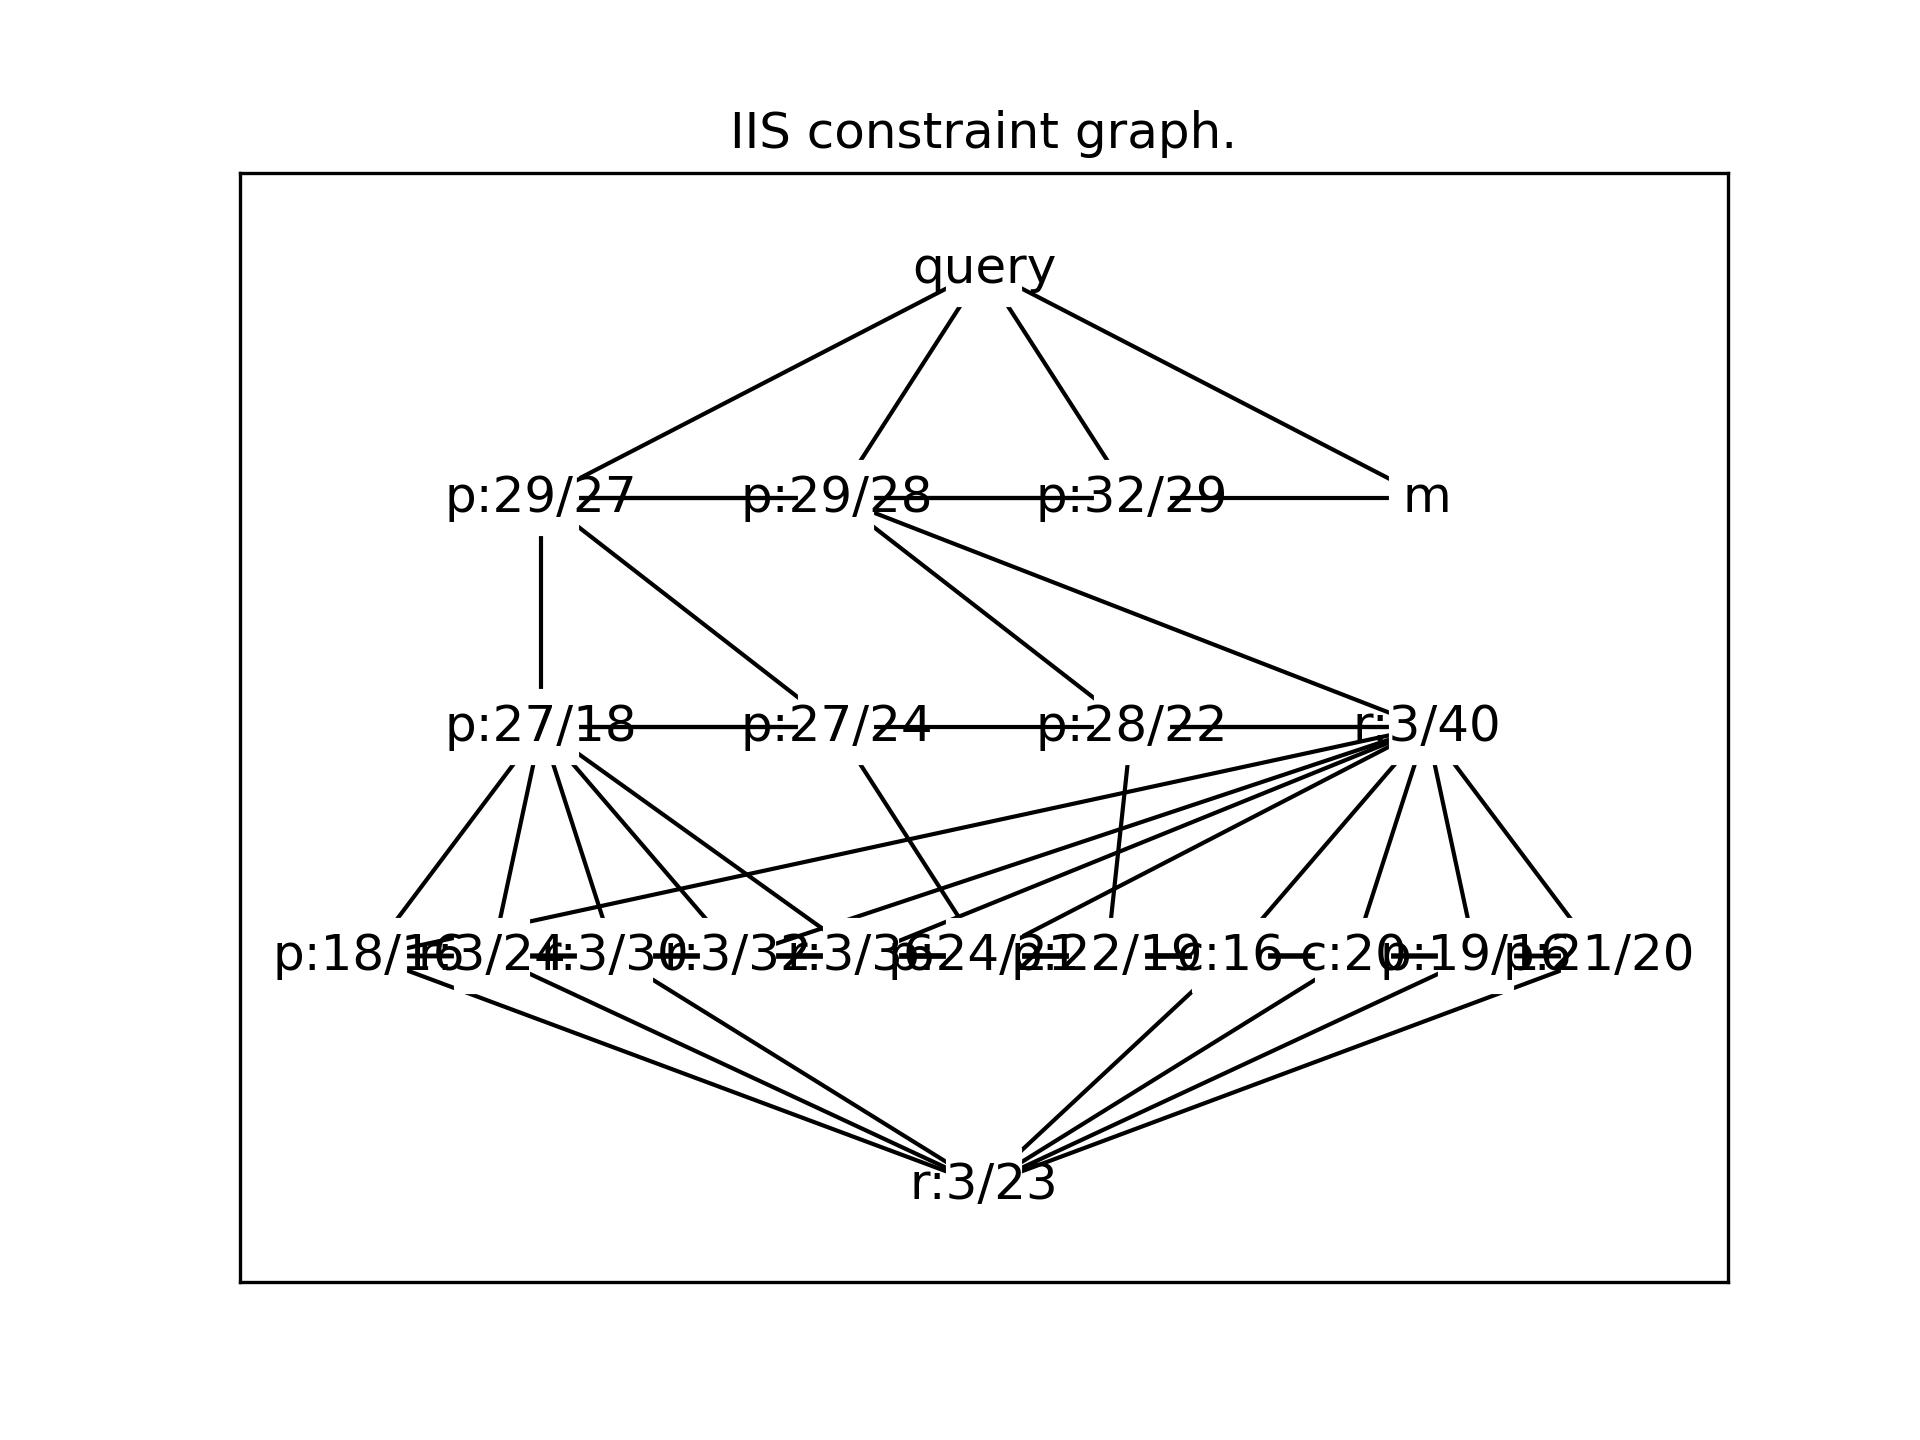 IIS constraint graph.
query
p:29/27 p:29/28 p:32/29 m
p:27/18 p:27/24 p:28/22 r:3/40
p:18/16 r:3/24 r:3/30 r:3/32 r:3/36 p:24/21 p:22/19 c:16 c:20 p:19/16 p:21/20
r:3/23